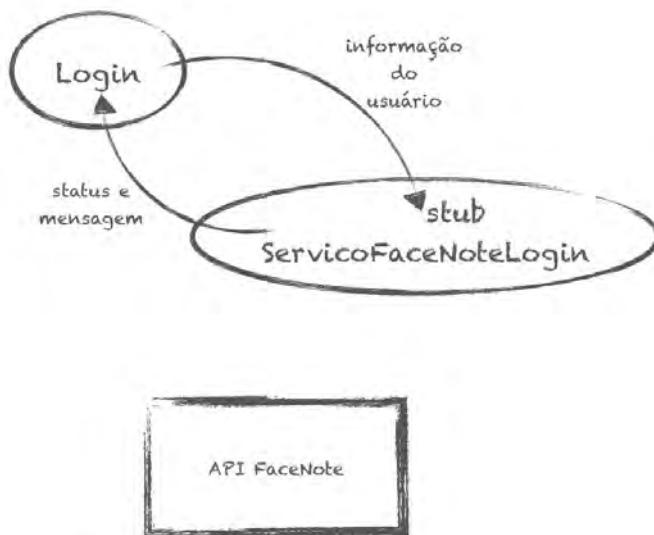 Login
informação
do
usuário
status e
mensagem
stub
ServicoFaceNoteLogin
API FaceNote